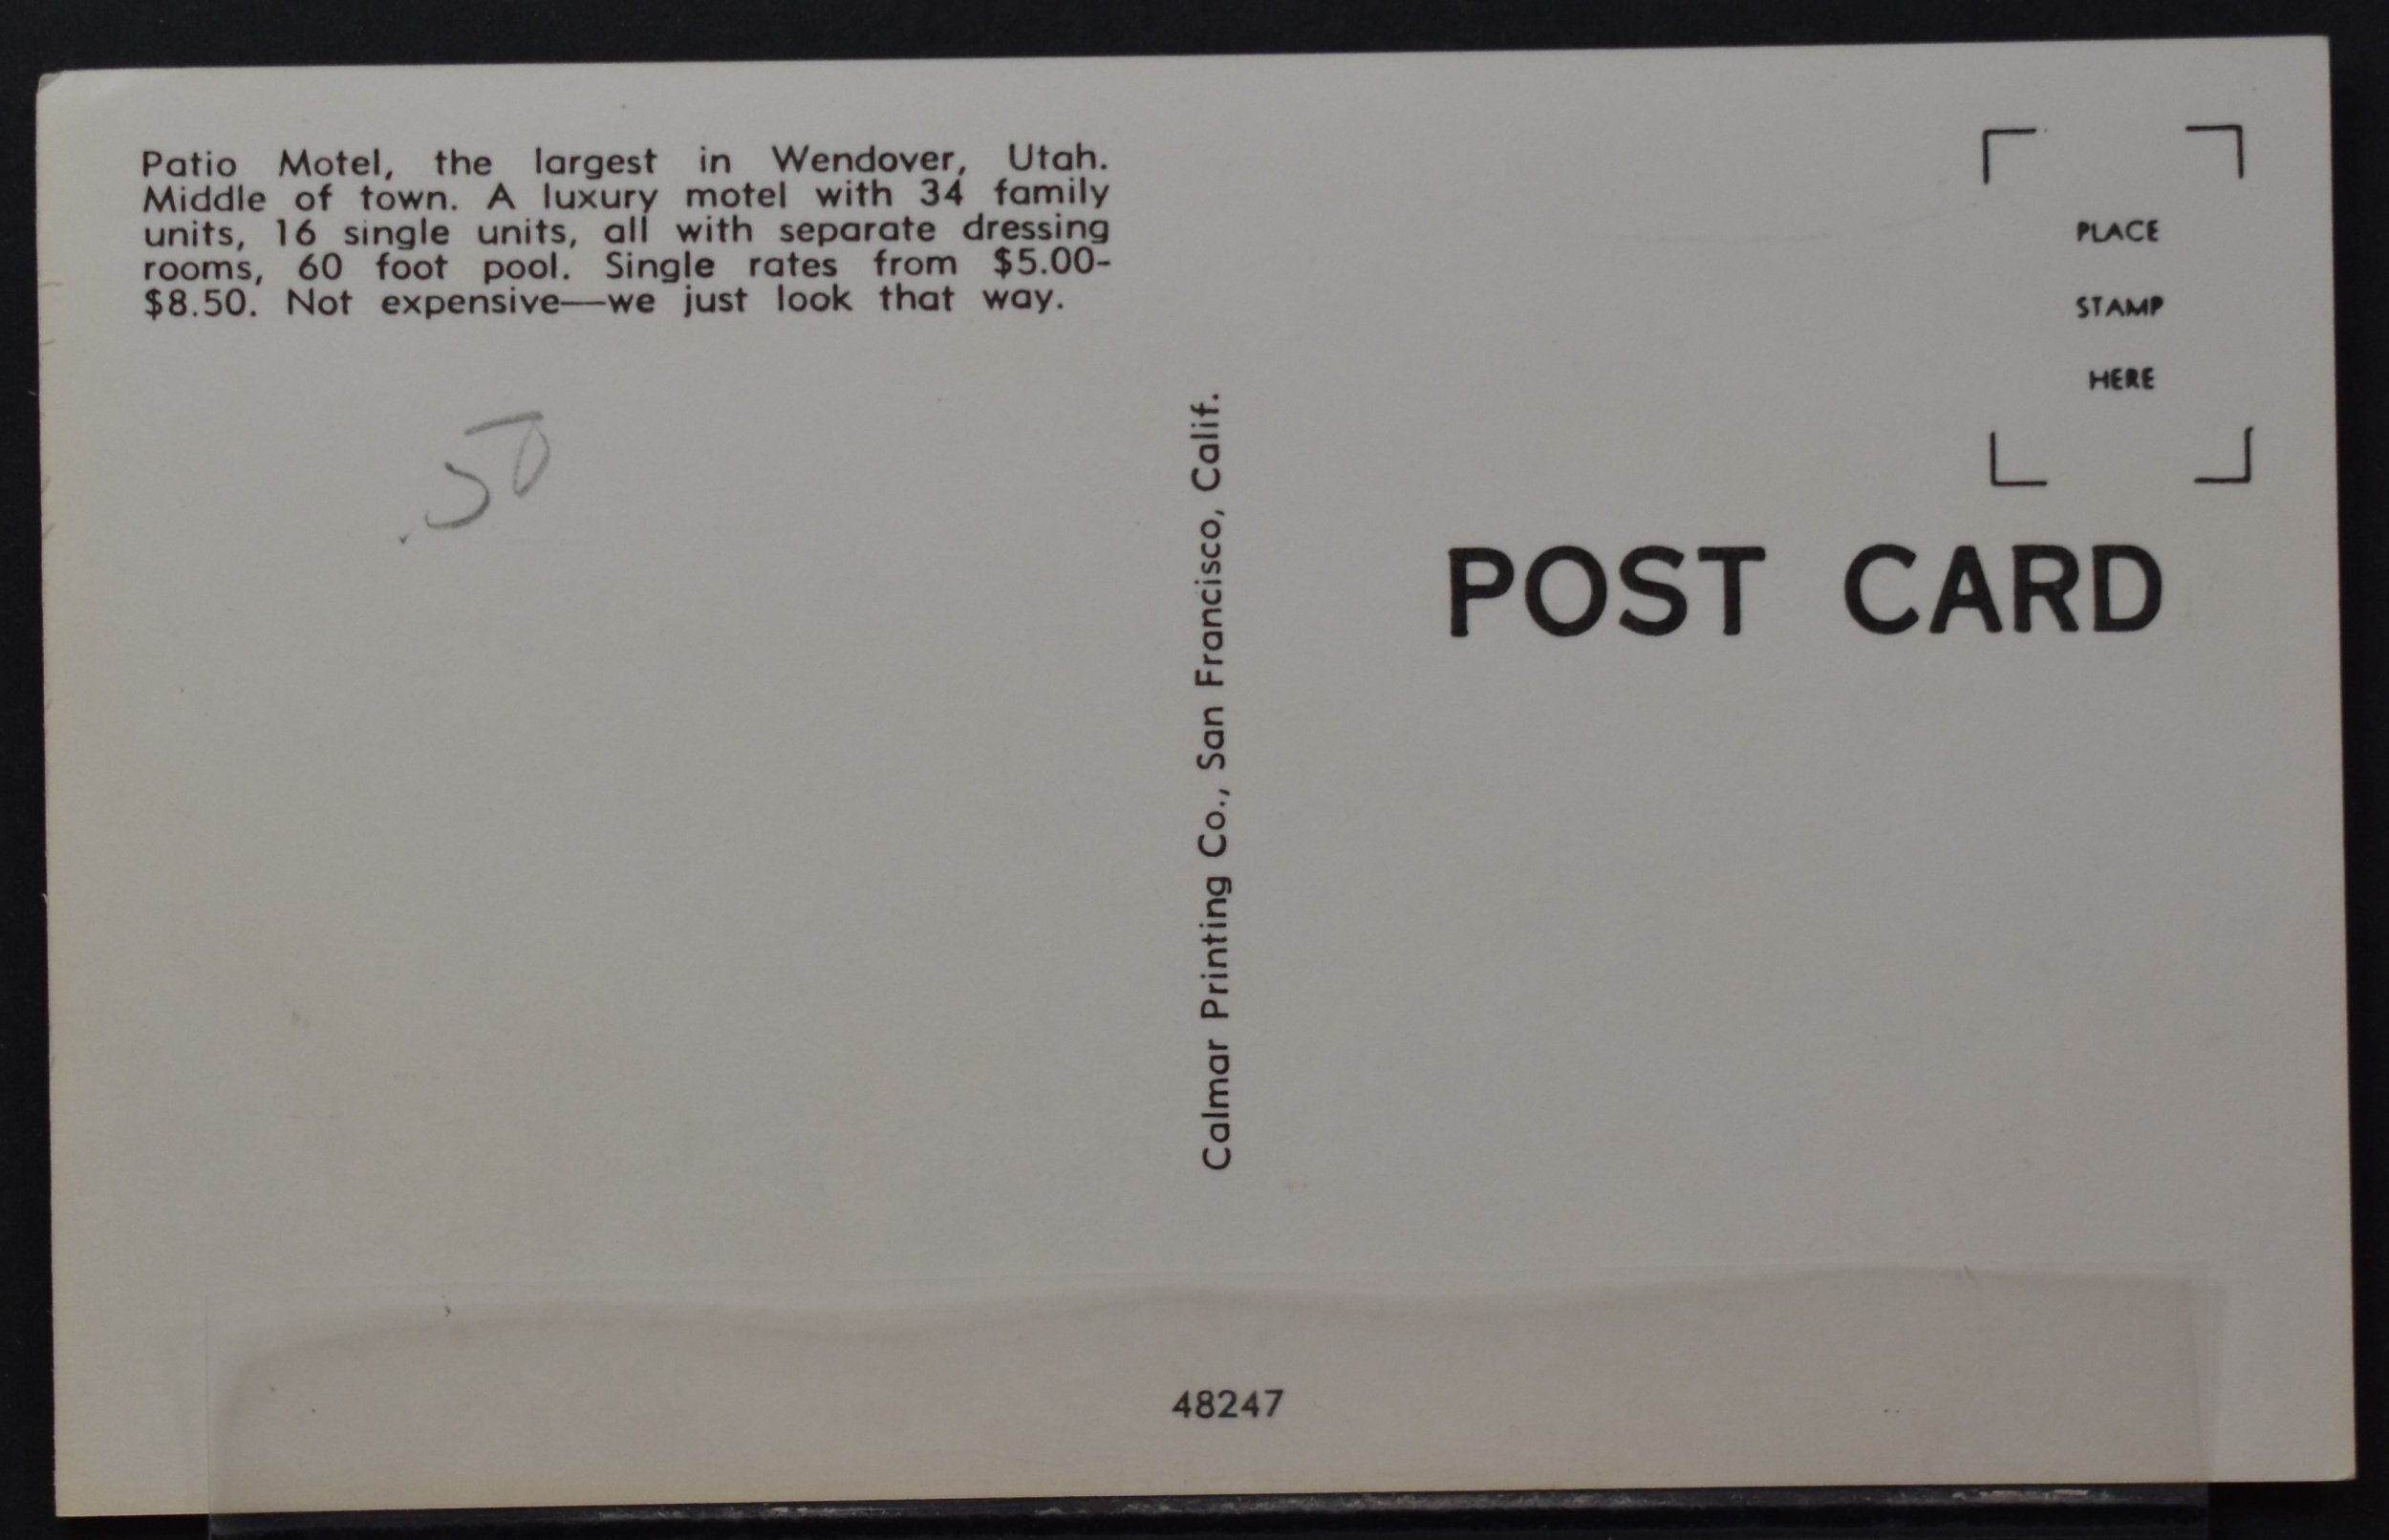 Patio Motel, the largest in Wendover, Utah.
Middle of town. A luxury motel with 34 family
units, 16 single units, all with separate dressing
rooms, 60 foot pool. Single rates from $5.00-
$8.50. Not expensive—we just look that way.
.50
Calmar Printing Co., San Francisco, Calif.
PLACE
STAMP
HERE
POST CARD
48247